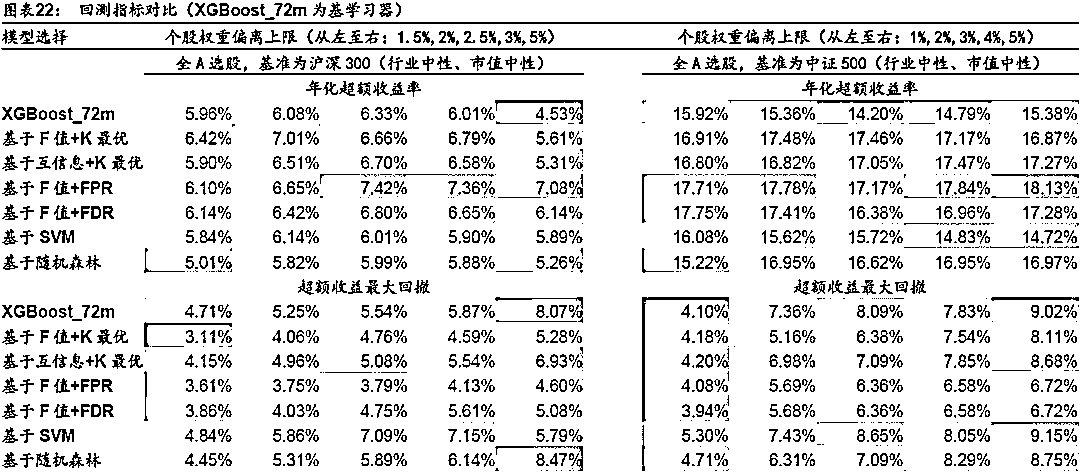 图表22： 回测指标对比（XGBoost_72m为基学习器）
模型选择 个股权重偏离上限（从左至右：1.5%,2%,2.5%,3%,5%） 个股权重偏离上限（从左至右：1%,2%,3%,4%,5%）
全A选股，基准为沪深300（行业中性、市值中性） 全A选股，基准为中证500（行业中性、市值中性）
年化超额收益率 年化超额收益率
XGBoost_72m 5.96% 6.08% 6.33% 6.01% 4.53% 15.92% 15.36% 14.20% 14.79% 15.38%
基于F值+K最优 6.42% 7.01% 6.66% 6.79% 5.61% 16.91% 17.48% 17.46% 17.17% 16.87%
基于互信息+K最优 5.90% 6.51% 6.70% 6.58% 5.31% 16.80% 16.82% 17.05% 17.47% 17.27%
基于F值+FPR 6.10% 6.65% 7.42% 7.36% 7.08% 17.71% 17.78% 17.17% 17.84% 18.13%
基于F值+FDR 6.14% 6.42% 6.80% 6.65% 6.14% 17.75% 17.41% 16.38% 16.96% 17.28%
基于SVM 5.84% 6.14% 6.01% 5.90% 5.89% 16.08% 15.62% 15.72% 14.83% 14.72%
基于随机森林 5.01% 5.82% 5.99% 5.88% 5.26% 15.22% 16.95% 16.62% 16.95% 16.97%
超额收益最大回撤 超额收益最大回撤
XGBoost_72m 4.71% 5.25% 5.54% 5.87% 8.07% 4.10% 7.36% 8.09% 7.83% 9.02%
基于F值+K最优 3.11% 4.06% 4.76% 4.59% 5.28% 4.18% 5.16% 6.38% 7.54% 8.11%
基于互信息+K最优 4.15% 4.96% 5.08% 5.54% 6.93% 4.20% 6.98% 7.09% 7.85% 8.68%
基于F值+FPR 3.61% 3.75% 3.79% 4.13% 4.60% 4.08% 5.69% 6.36% 6.58% 6.72%
基于F值+FDR 3.86% 4.03% 4.75% 5.61% 5.08% 3.94% 5.68% 6.36% 6.58% 6.72%
基于SVM 4.84% 5.86% 7.09% 7.15% 5.79% 5.30% 7.43% 8.65% 8.05% 9.15%
基于随机森林 4.45% 5.31% 5.89% 6.14% 8.47% 4.71% 6.31% 7.09% 8.29% 8.75%